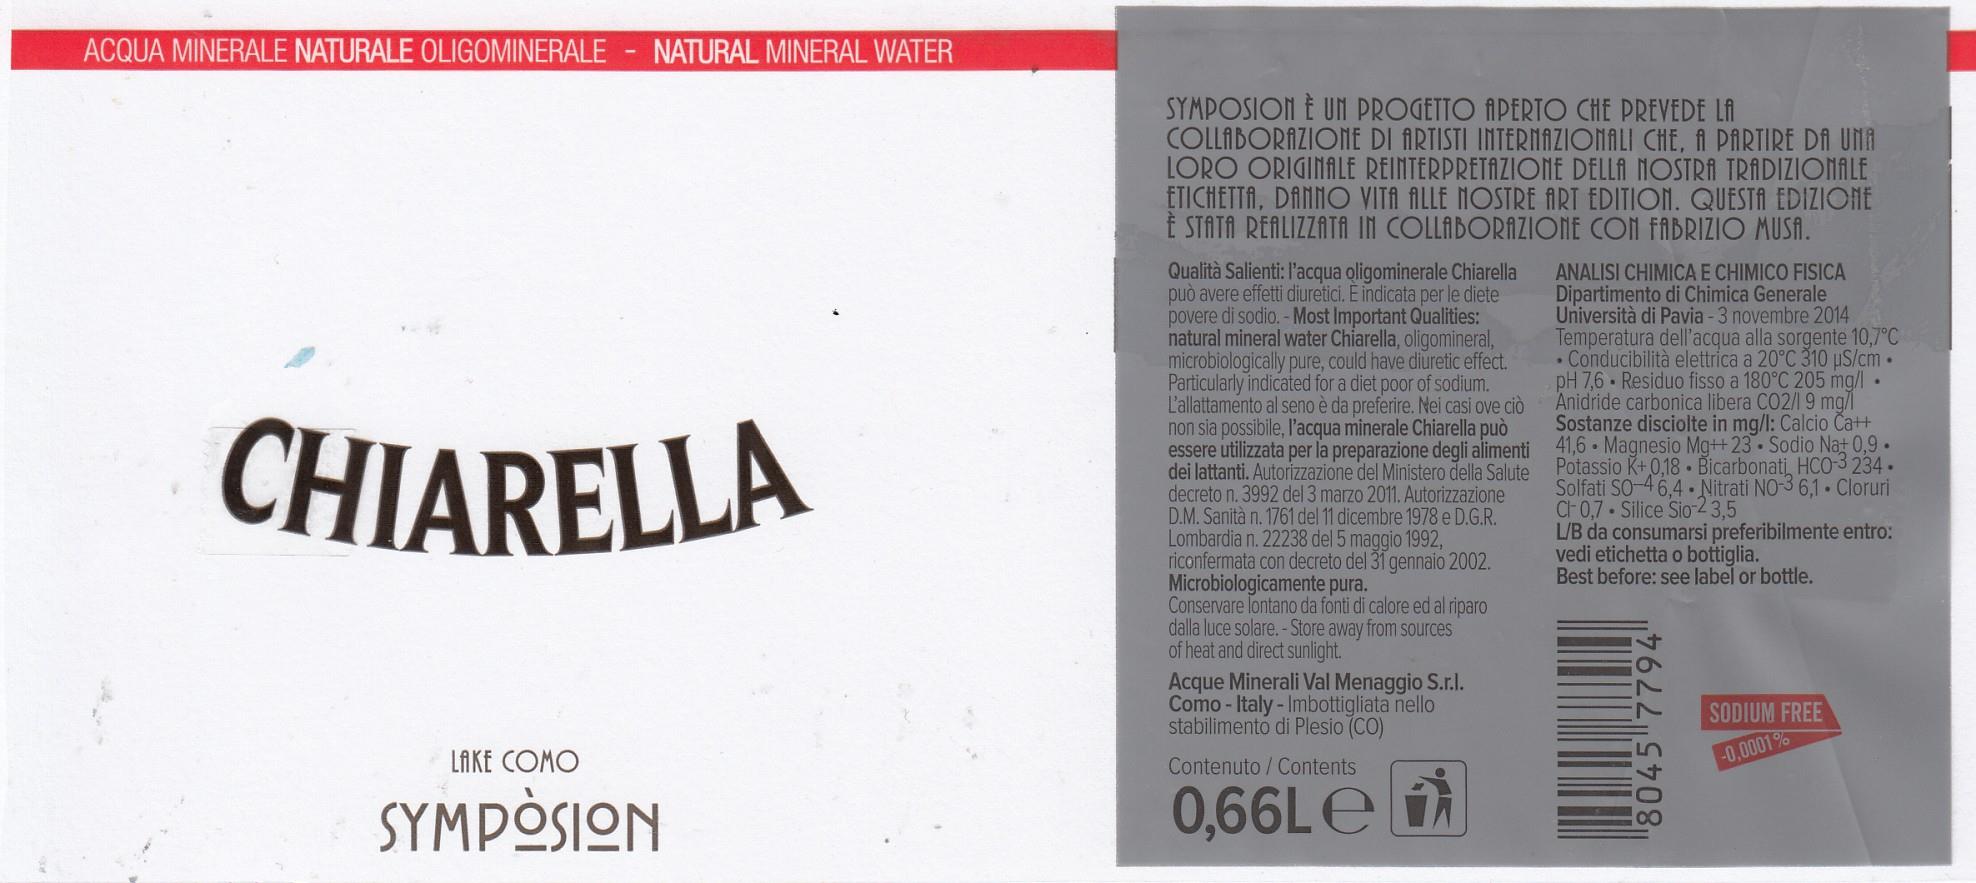 ACQUA MINERALE NATURALE OLIGOMINERALE - NATURAL MINERAL WATER
CHIARELLA
LAKE COMO
SYMPÒSION
SYMPOSION È UN PROGETTO APERTO CHE PREVEDE LA
COLLABORAZIONE DI ARTISTI INTERNAZIONALI CHE, A PARTIRE DA UNA
LORO ORIGINALE REINTERPRETAZIONE DELLA NOSTRA TRADIZIONALE
ETICHETTA, DANNO VITA ALLE NOSTRE ART EDITION. QUESTA EDIZIONE
È STATA REALIZZATA IN COLLABORAZIONE CON FABRIZIO MUSA.
Qualità Salienti: l'acqua oligominerale Chiarella
può avere effetti diuretici. È indicata per le diete
povere di sodio. - Most Important Qualities:
natural mineral water Chiarella, oligomineral,
microbiologically pure, could have diuretic effect.
Particularly indicated for a diet poor of sodium.
L'allattamento al seno è da preferire. Nei casi ove ciò
non sia possibile, l'acqua minerale Chiarella può
essere utilizzata per la preparazione degli alimenti
dei lattanti. Autorizzazione del Ministero della Salute
decreto n. 3992 del 3 marzo 2011. Autorizzazione
D.M. Sanità n. 1761 del 11 dicembre 1978 e D.G.R.
Lombardia n. 22238 del 5 maggio 1992,
riconfermata con decreto del 31 gennaio 2002.
Microbiologicamente pura.
Conservare lontano da fonti di calore ed al riparo
dalla luce solare. - Store away from sources
of heat and direct sunlight.
Acque Minerali Val Menaggio S.r.l.
Como - Italy - Imbottigliata nello
stabilimento di Plesio (CO)
Contenuto / Contents
0,66L e
ANALISI CHIMICA E CHIMICO FISICA
Dipartimento di Chimica Generale
Università di Pavia - 3 novembre 2014
Temperatura dell'acqua alla sorgente 10,7°C
• Conducibilità elettrica a 20°C 310 µS/cm •
pH 7,6 • Residuo fisso a 180°C 205 mg/l •
Anidride carbonica libera CO2/l 9 mg/l
Sostanze disciolte in mg/l: Calcio Ca++
41,6 • Magnesio Mg++ 23 • Sodio Na+ 0,9 •
Potassio K+ 0,18 • Bicarbonati HCO-3 234 •
Solfati SO--4 6,4 • Nitrati NO-3 6,1 • Cloruri
Cl- 0,7 • Silice Sio-2 3,5
L/B da consumarsi preferibilmente entro:
vedi etichetta o bottiglia.
Best before: see label or bottle.
80457794
SODIUM FREE
-0,0001%